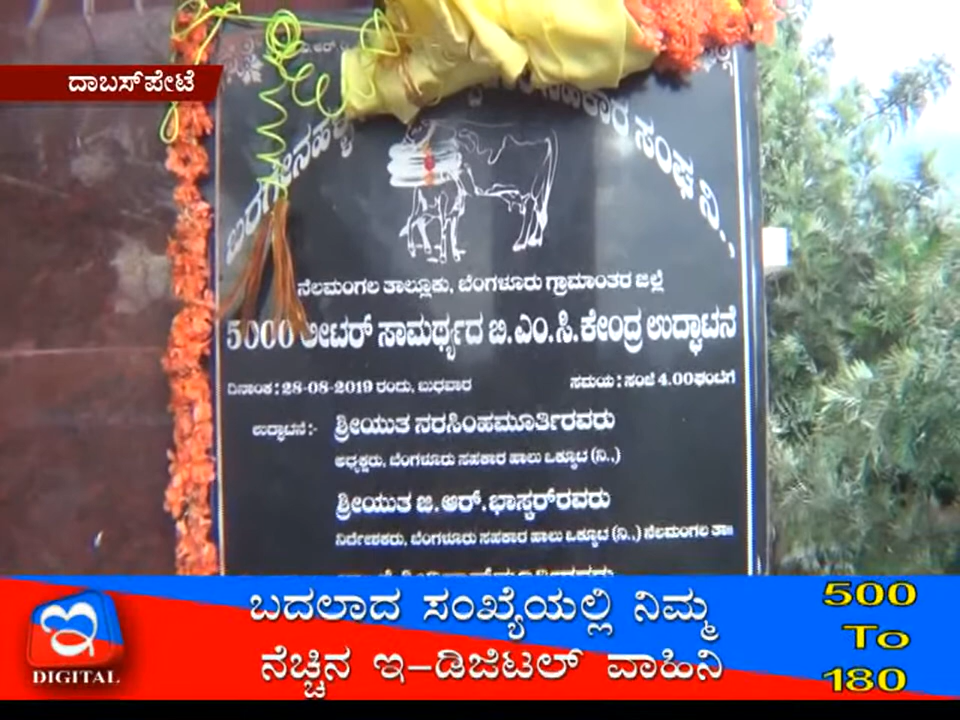 ದಾಬಸ್‌ಪೇಟೆ
ಸಹಕಾರ ಸಂಘ ನಿ..,
ನೆಲಮಂಗಲ ತಾಲ್ಲೂಕು, ಬೆಂಗಳೂರು ಗ್ರಾಮಾಂತರ ಜಿಲ್ಲೆ
5000 ಲೀಟರ್ ಸಾಮರ್ಥ್ಯದ ಬಿ.ಎಂ.ಸಿ.ಕೇಂದ್ರ ಉದ್ಘಾಟನೆ
ದಿನಾಂಕ:28-08-2019 ರಂದು, ಬುಧವಾರ ಸಮಯ: ಸಂಜೆ 4.00ಘಂಟೆಗೆ
ಉದ್ಘಾಟನೆ:- ಶ್ರೀಯುತ ನರಸಿಂಹಮೂರ್ತಿರವರು
ಅಧ್ಯಕ್ಷರು, ಬೆಂಗಳೂರು ಸಹಕಾರ ಹಾಲು ಒಕ್ಕೂಟ (ನಿ.,)
ಶ್ರೀಯುತ ಜಿ.ಆರ್.ಭಾಸ್ಕರ್‌ರವರು
ನಿರ್ದೇಶಕರು, ಬೆಂಗಳೂರು ಸಹಕಾರ ಹಾಲು ಒಕ್ಕೂಟ (ನಿ.,) ನೆಲಮಂಗಲ ತಾ॥
ಬದಲಾದ ಸಂಖ್ಯೆಯಲ್ಲಿ ನಿಮ್ಮ
ನೆಚ್ಚಿನ ಇ-ಡಿಜಿಟಲ್ ವಾಹಿನಿ
500
To
180
ಇ
DIGITAL